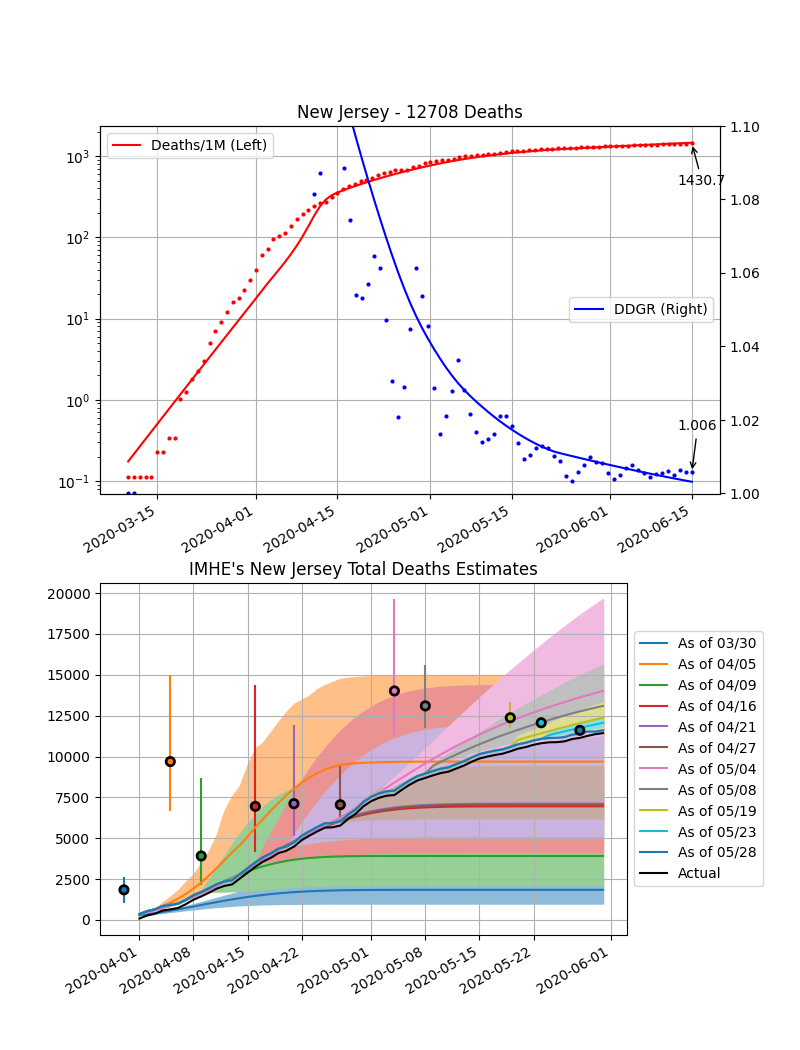 New Jersey - 12708 Deaths
Deaths/1M (Left)
DDGR (Right)
1430.7
1.006
10³
10²
10¹
10⁰
10⁻¹
1.10
1.08
1.06
1.04
1.02
1.00
2020-03-15
2020-04-01
2020-04-15
2020-05-01
2020-05-15
2020-06-01
2020-06-15
IMHE's New Jersey Total Deaths Estimates
20000
17500
15000
12500
10000
7500
5000
2500
0
2020-04-01
2020-04-08
2020-04-15
2020-04-22
2020-05-01
2020-05-08
2020-05-15
2020-05-22
2020-06-01
As of 03/30
As of 04/05
As of 04/09
As of 04/16
As of 04/21
As of 04/27
As of 05/04
As of 05/08
As of 05/19
As of 05/23
As of 05/28
Actual